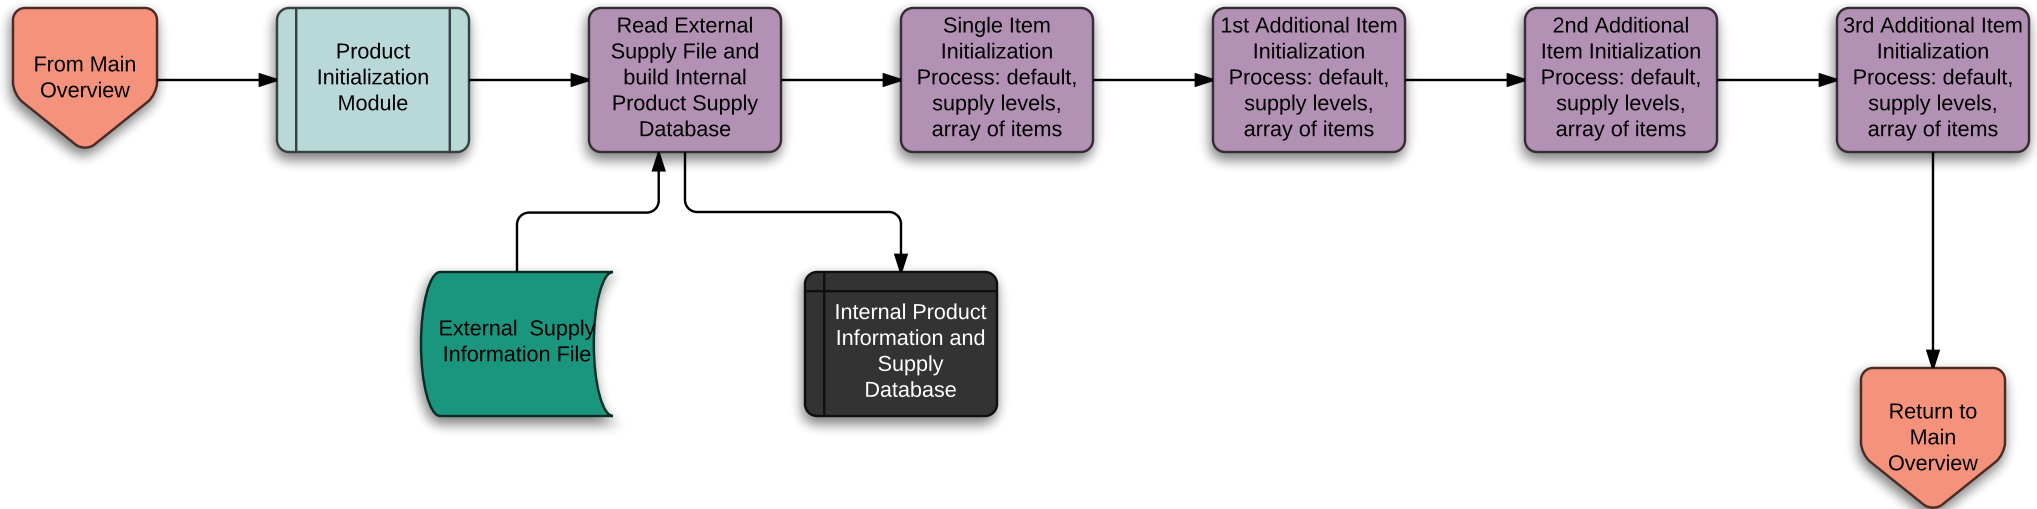 From Main
Overview
Product
Initialization
Module
Read External
Supply File and
build Internal
Product Supply
Database
Single Item
Initialization
Process: default,
supply levels,
array of items
1st Additional Item
Initialization
Process: default,
supply levels,
array of items
2nd Additional
Item Initialization
Process: default,
supply levels,
array of items
3rd Additional Item
Initialization
Process: default,
supply levels,
array of items
External  Supply
Information File
Internal Product
Information and
Supply
Database
Return to
Main
Overview